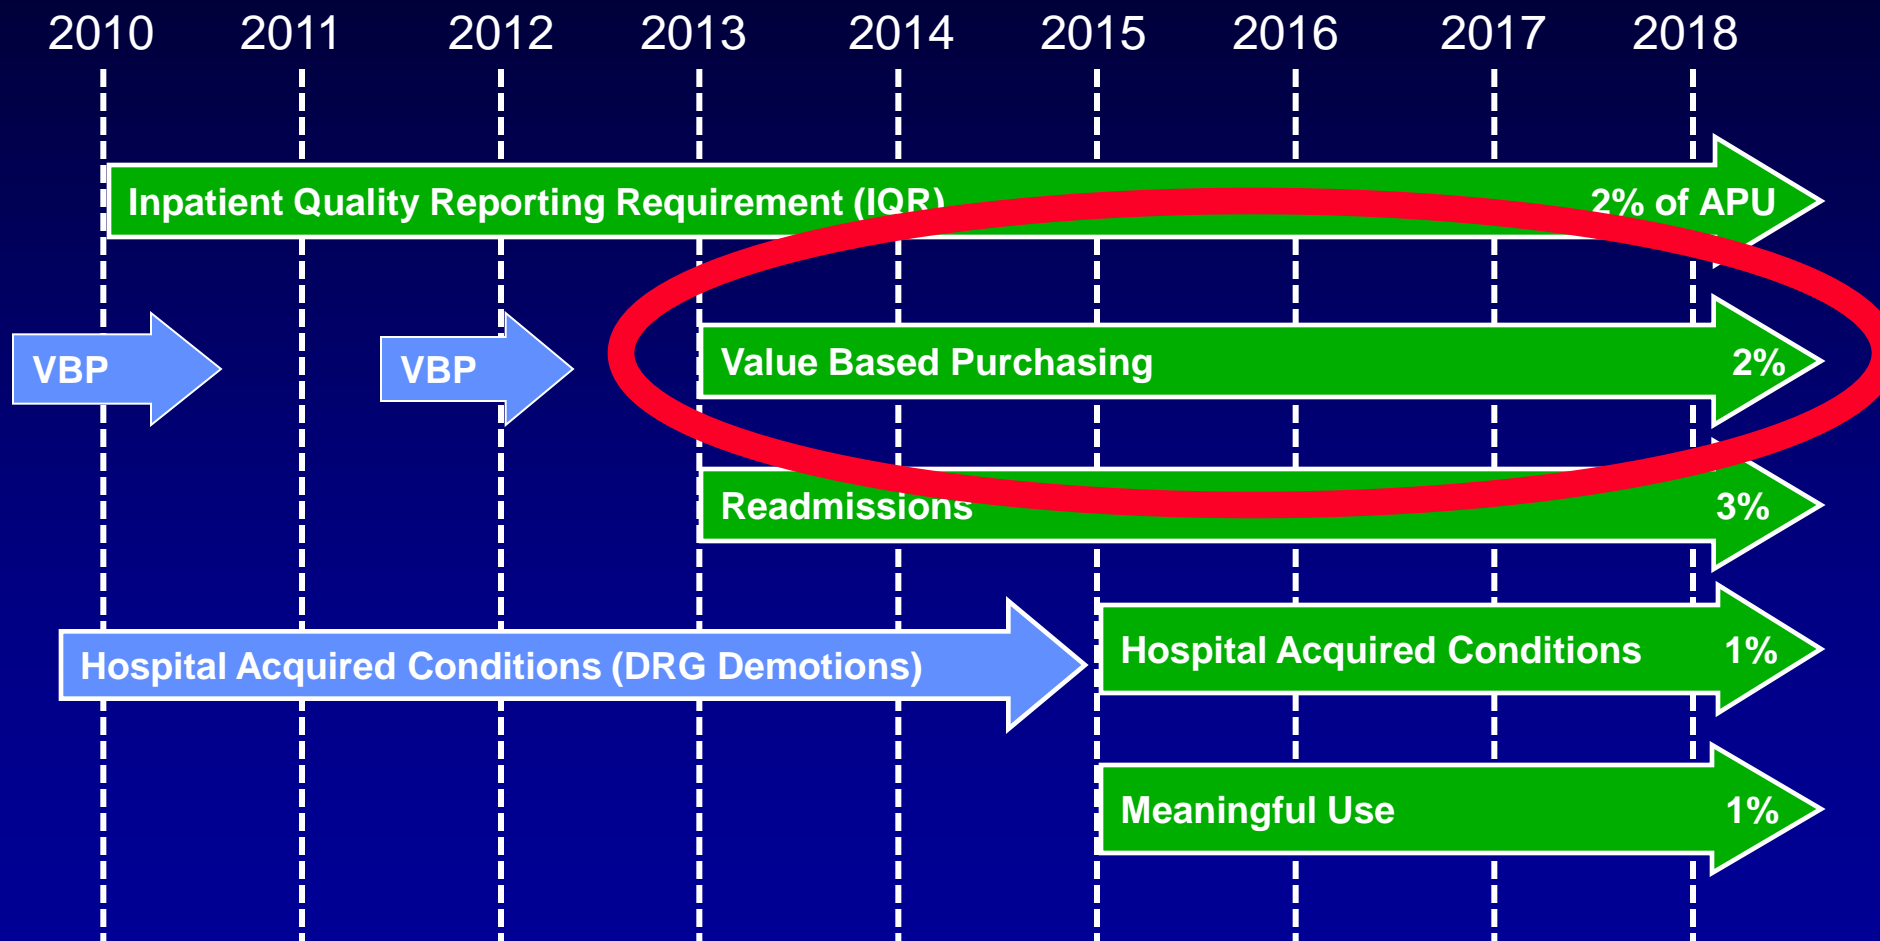 2010 2011 2012 2013 2014 2015 2016 2017 2018
Inpatient Quality Reporting Requirement (IQR) 2% of APU
VBP VBP Value Based Purchasing 2%
Readmissions 3%
Hospital Acquired Conditions (DRG Demotions) Hospital Acquired Conditions 1%
Meaningful Use 1%